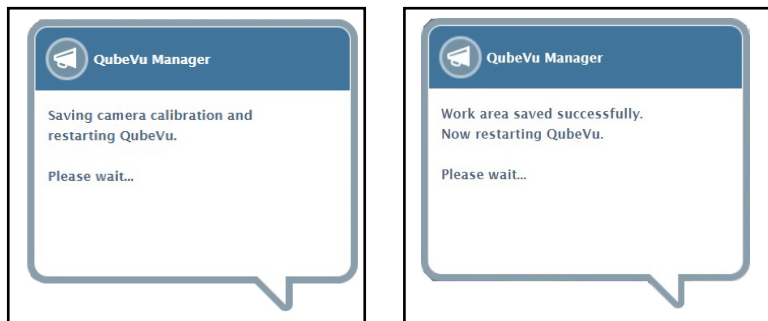 QubeVu Manager
Saving camera calibration and
restarting QubeVu.
Please wait...
QubeVu Manager
Work area saved successfully.
Now restarting QubeVu.
Please wait...